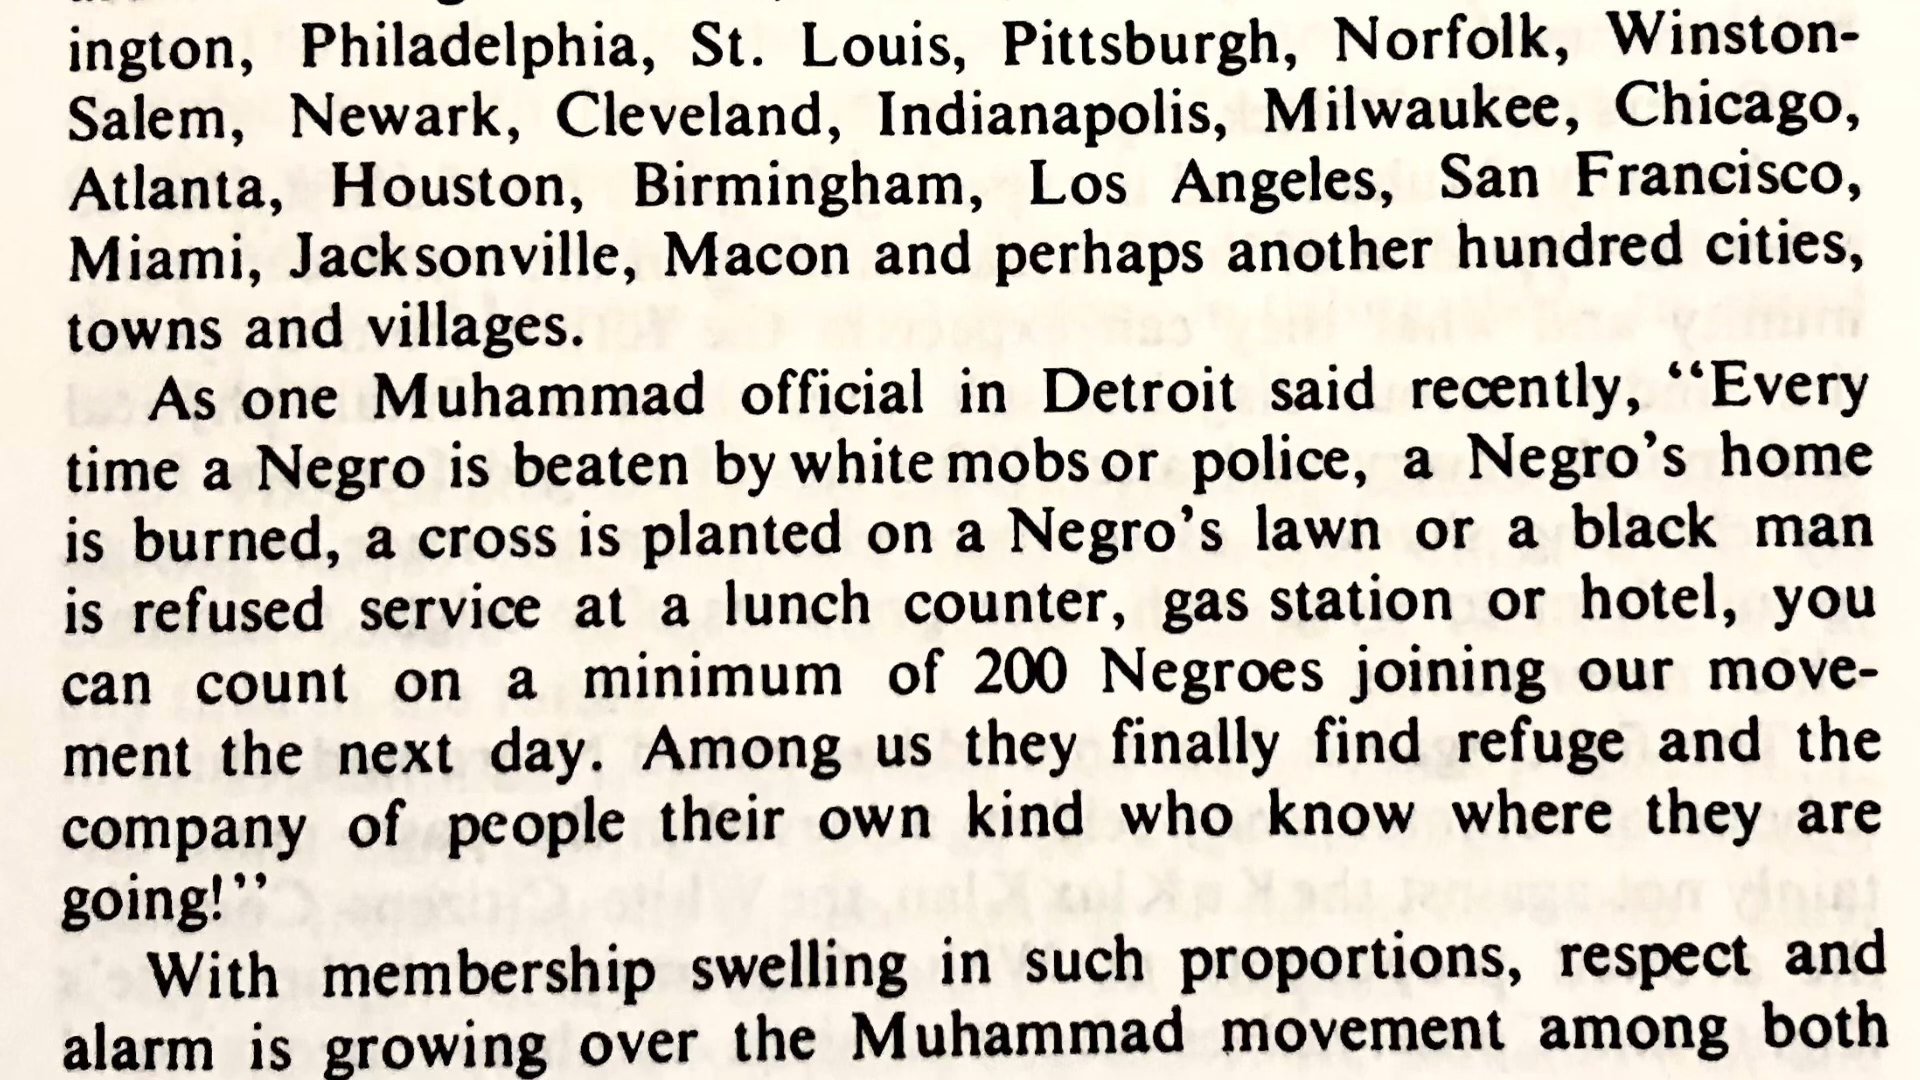 ington, Philadelphia, St. Louis, Pittsburgh, Norfolk, Winston-
Salem, Newark, Cleveland, Indianapolis, Milwaukee, Chicago,
Atlanta, Houston, Birmingham, Los Angeles, San Francisco,
Miami, Jacksonville, Macon and perhaps another hundred cities,
towns and villages.
As one Muhammad official in Detroit said recently, “Every
time a Negro is beaten by white mobs or police, a Negro’s home
is burned, a cross is planted on a Negro’s lawn or a black man
is refused service at a lunch counter, gas station or hotel, you
can count on a minimum of 200 Negroes joining our move-
ment the next day. Among us they finally find refuge and the
company of people their own kind who know where they are
going!”
With membership swelling in such proportions, respect and
alarm is growing over the Muhammad movement among both